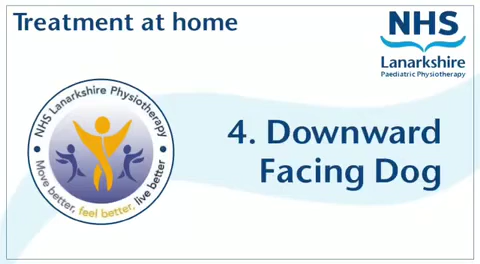 Treatment at home
NHS
Lanarkshire
Paediatric Physiotherapy
NHS Lanarkshire Physiotherapy
Move better, feel better, live better
4. Downward
Facing Dog